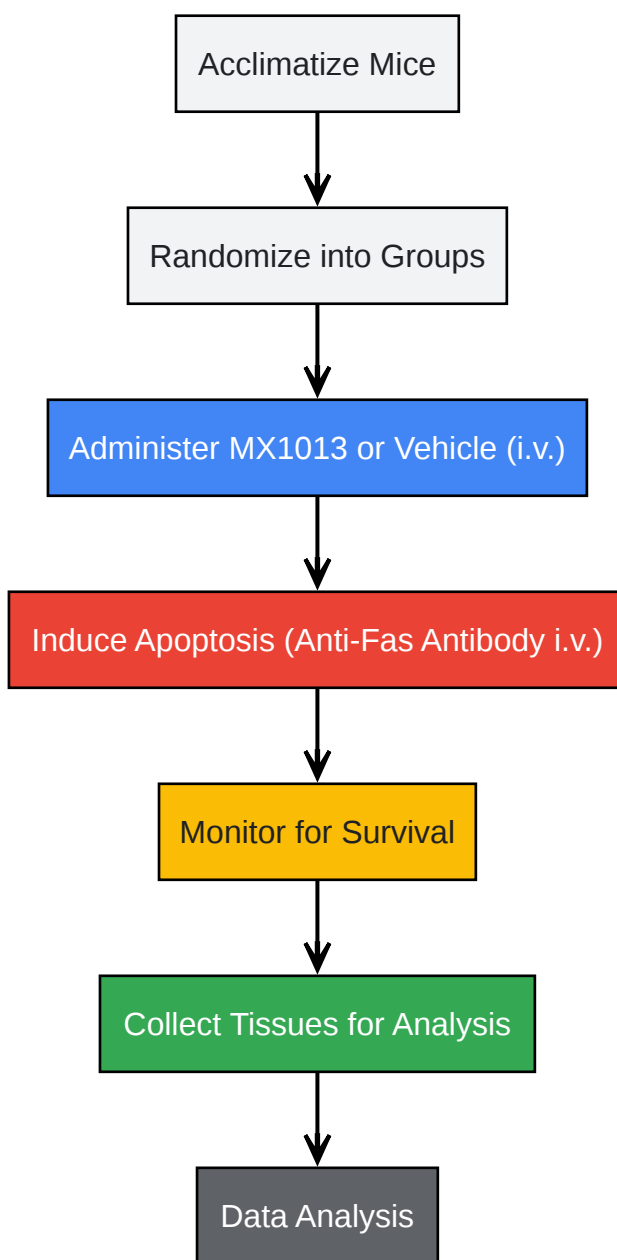 Acclimatize Mice
Randomize into Groups
Administer MX1013 or Vehicle (i.v.)
Induce Apoptosis (Anti-Fas Antibody i.v.)
Monitor for Survival
Collect Tissues for Analysis
Data Analysis